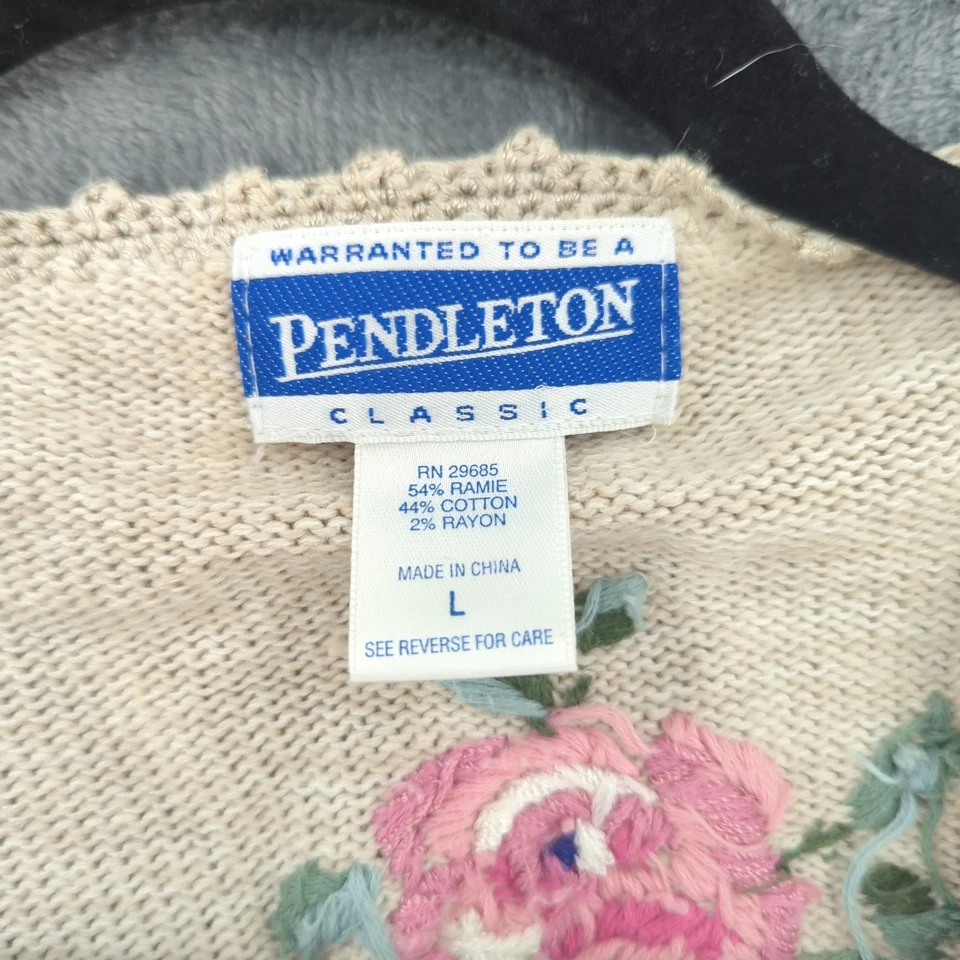 WARRANTED TO BE A
PENDLETON
CLASSIC
RN 29685
54% RAMIE
44% COTTON
2% RAYON
MADE IN CHINA
L
SEE REVERSE FOR CARE